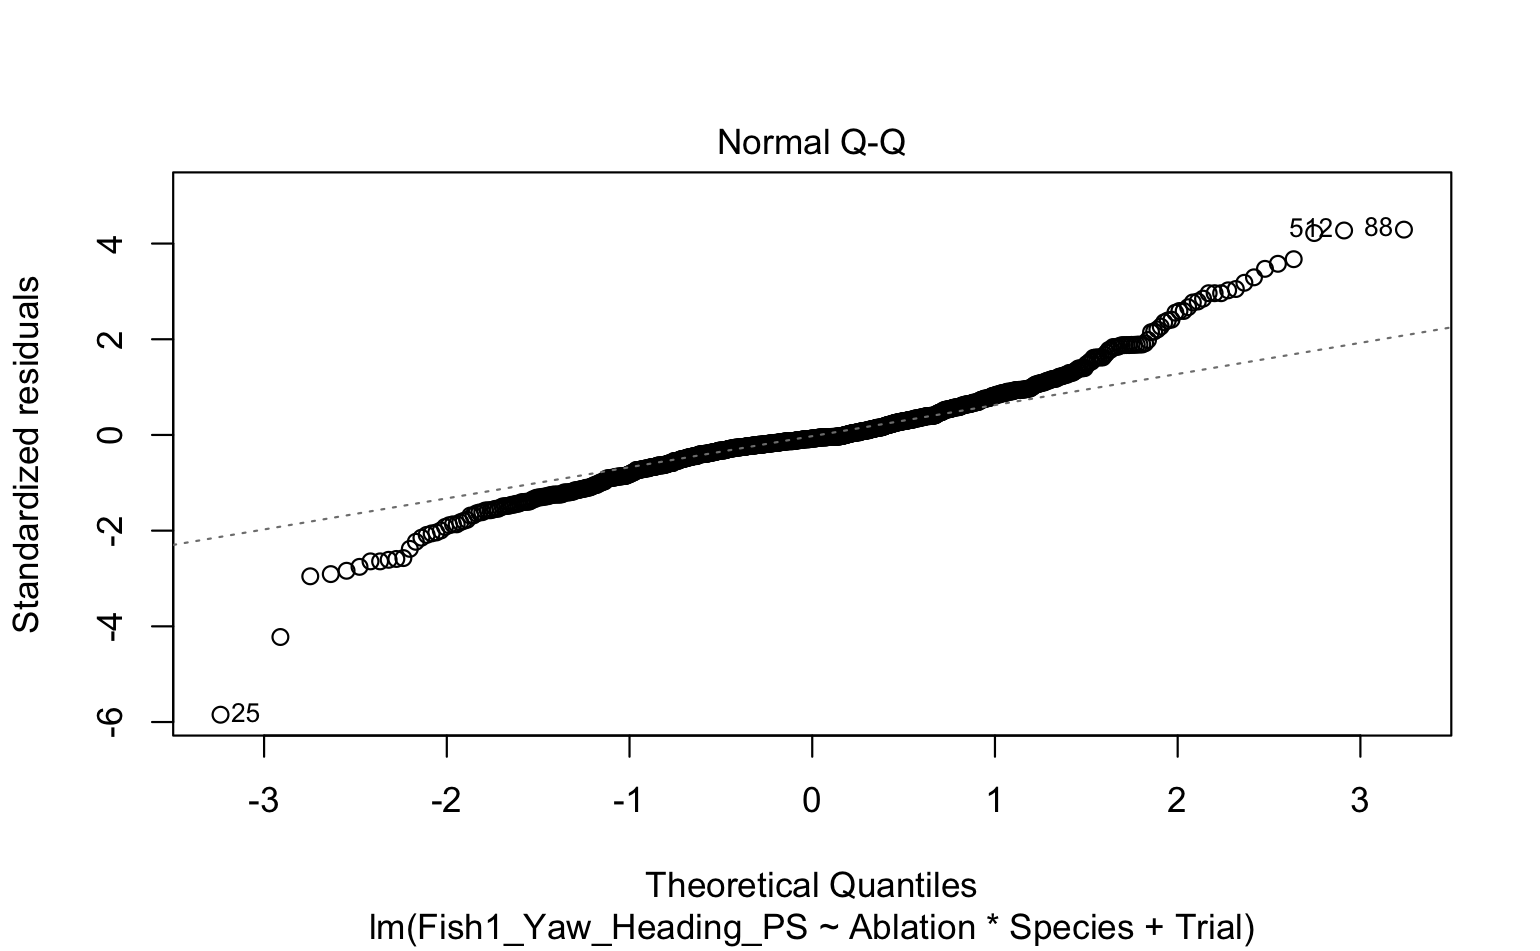 Normal Q-Q
Standardized residuals
4
2
0
-2
-4
-6
512
88
25
-3 -2 -1 0 1 2 3
Theoretical Quantiles
lm(Fish1_Yaw_Heading_PS ~ Ablation * Species + Trial)